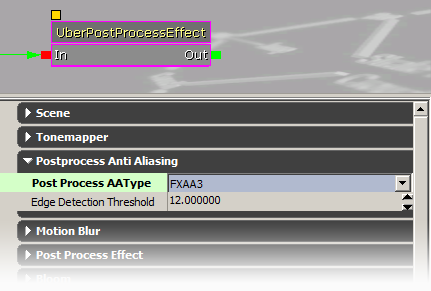 UberPostProcessEffect
In Out
Scene
Tonemapper
Postprocess Anti Aliasing
Post Process AAType FXAA3
Edge Detection Threshold 12.000000
Motion Blur
Post Process Effect